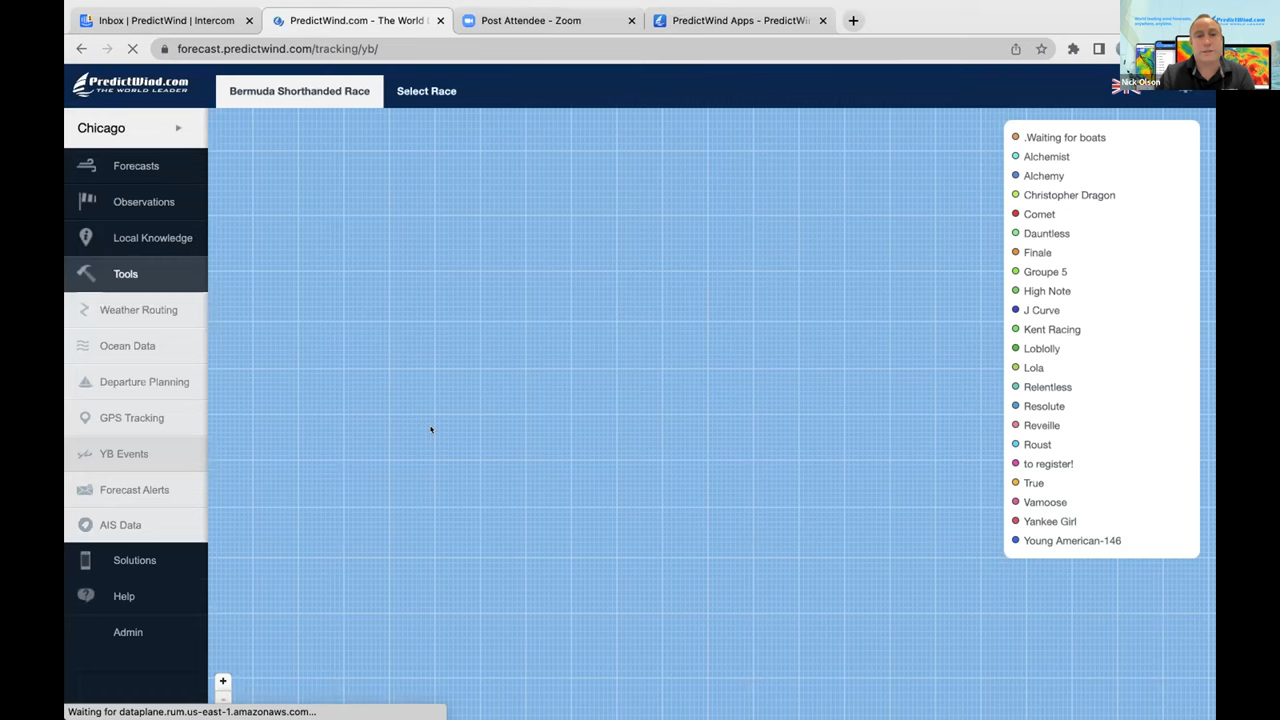 Inbox | PredictWind | Intercom
PredictWind.com - The World L
Post Attendee - Zoom
PredictWind Apps - PredictWi
forecast.predictwind.com/tracking/yb/
Nick Olson
PredictWind.com
THE WORLD LEADER
Bermuda Shorthanded Race
Select Race
Chicago
Forecasts
Observations
Local Knowledge
Tools
Weather Routing
Ocean Data
Departure Planning
GPS Tracking
YB Events
Forecast Alerts
AIS Data
Solutions
Help
Admin
.Waiting for boats
Alchemist
Alchemy
Christopher Dragon
Comet
Dauntless
Finale
Groupe 5
High Note
J Curve
Kent Racing
Loblolly
Lola
Relentless
Resolute
Reveille
Roust
to register!
True
Vamoose
Yankee Girl
Young American-146
+
-
Waiting for dataplane.rum.us-east-1.amazonaws.com...